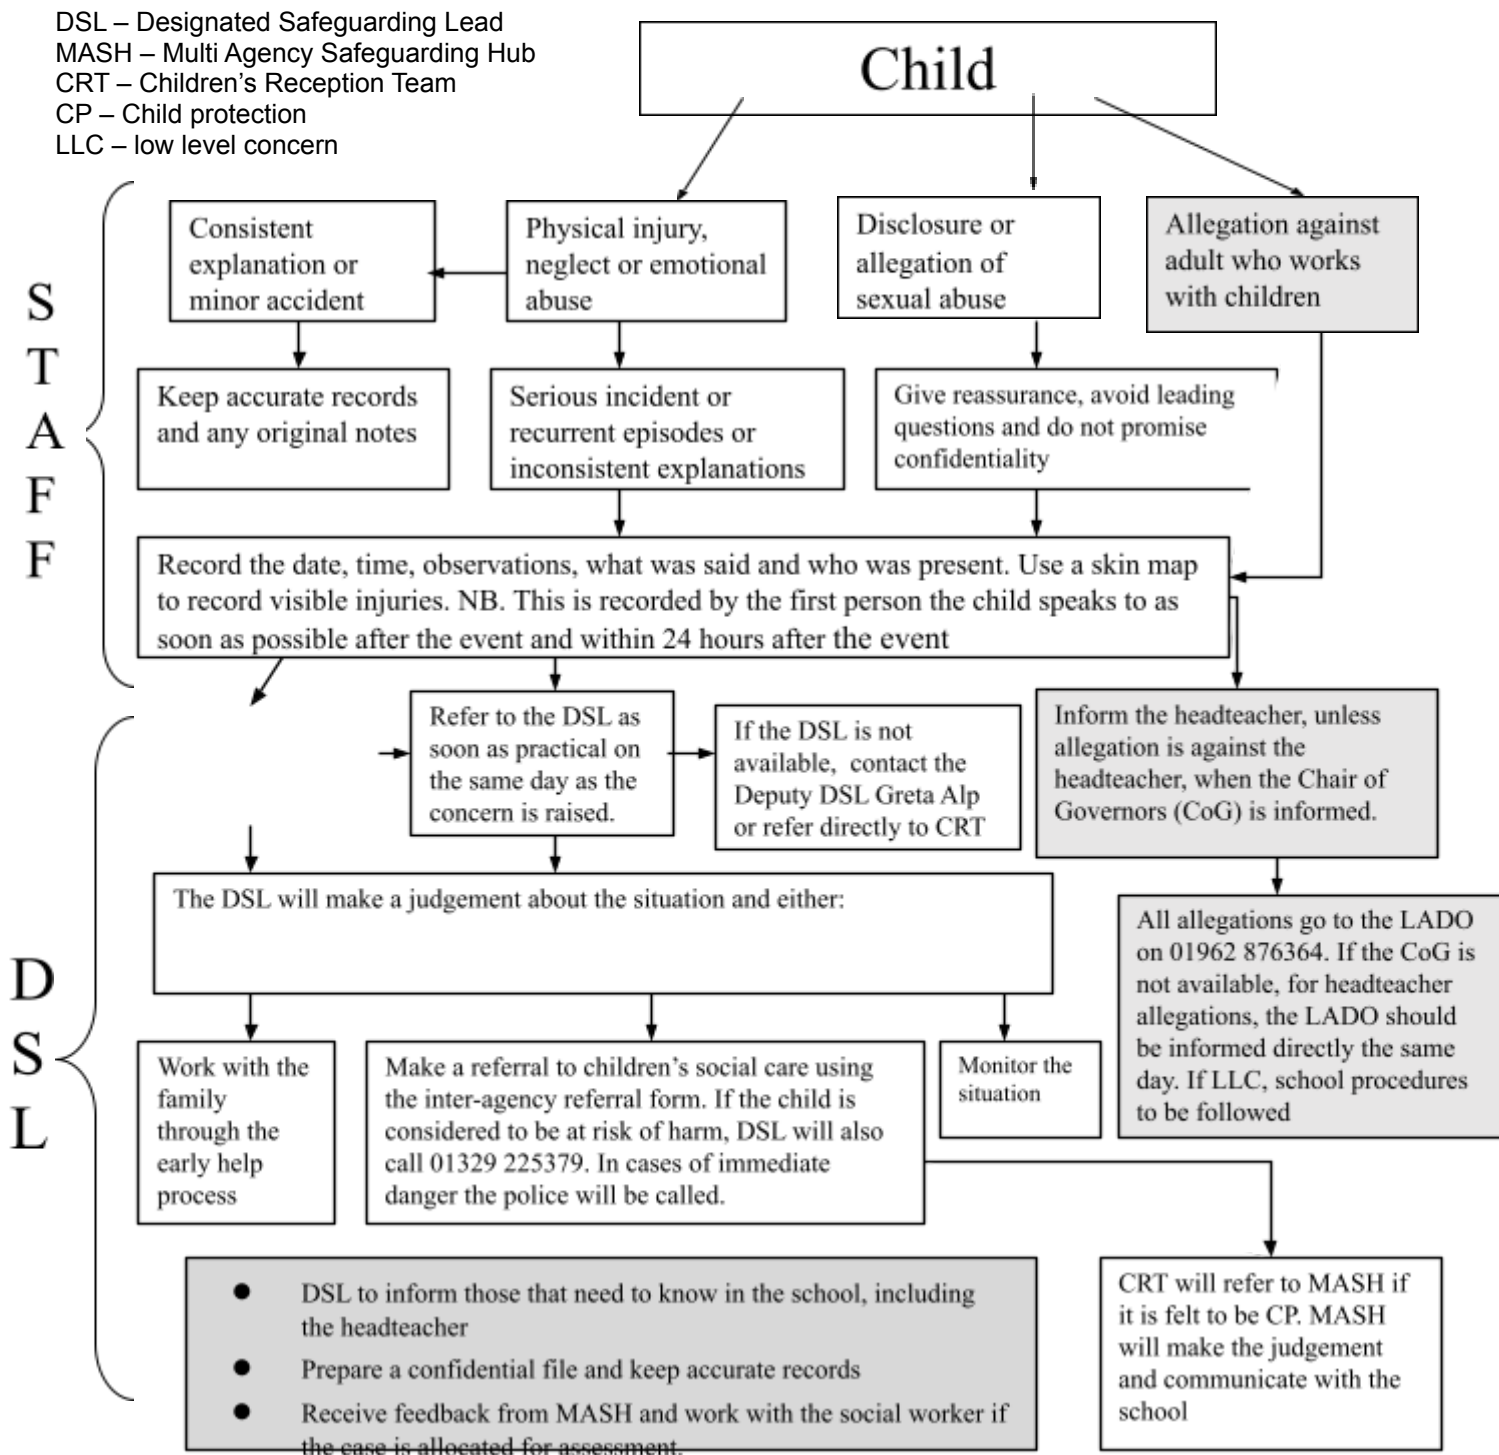 DSL – Designated Safeguarding Lead
MASH – Multi Agency Safeguarding Hub
CRT – Children's Reception Team
CP – Child protection
LLC – low level concern
Child
STAFF
Consistent
explanation or
minor accident
Physical injury,
neglect or emotional
abuse
Disclosure or
allegation of
sexual abuse
Allegation against
adult who works
with children
Keep accurate records
and any original notes
Serious incident or
recurrent episodes or
inconsistent explanations
Give reassurance, avoid leading
questions and do not promise
confidentiality
Record the date, time, observations, what was said and who was present. Use a skin map
to record visible injuries. NB. This is recorded by the first person the child speaks to as
soon as possible after the event and within 24 hours after the event
DSL
Refer to the DSL as
soon as practical on
the same day as the
concern is raised.
If the DSL is not
available,  contact the
Deputy DSL Greta Alp
or refer directly to CRT
Inform the headteacher, unless
allegation is against the
headteacher, when the Chair of
Governors (CoG) is informed.
The DSL will make a judgement about the situation and either:
All allegations go to the LADO
on 01962 876364. If the CoG is
not available, for headteacher
allegations, the LADO should
be informed directly the same
day. If LLC, school procedures
to be followed
Work with the
family
through the
early help
process
Make a referral to children's social care using
the inter-agency referral form. If the child is
considered to be at risk of harm, DSL will also
call 01329 225379. In cases of immediate
danger the police will be called.
Monitor the
situation
● DSL to inform those that need to know in the school, including
the headteacher
● Prepare a confidential file and keep accurate records
● Receive feedback from MASH and work with the social worker if
the case is allocated for assessment.
CRT will refer to MASH if
it is felt to be CP. MASH
will make the judgement
and communicate with the
school